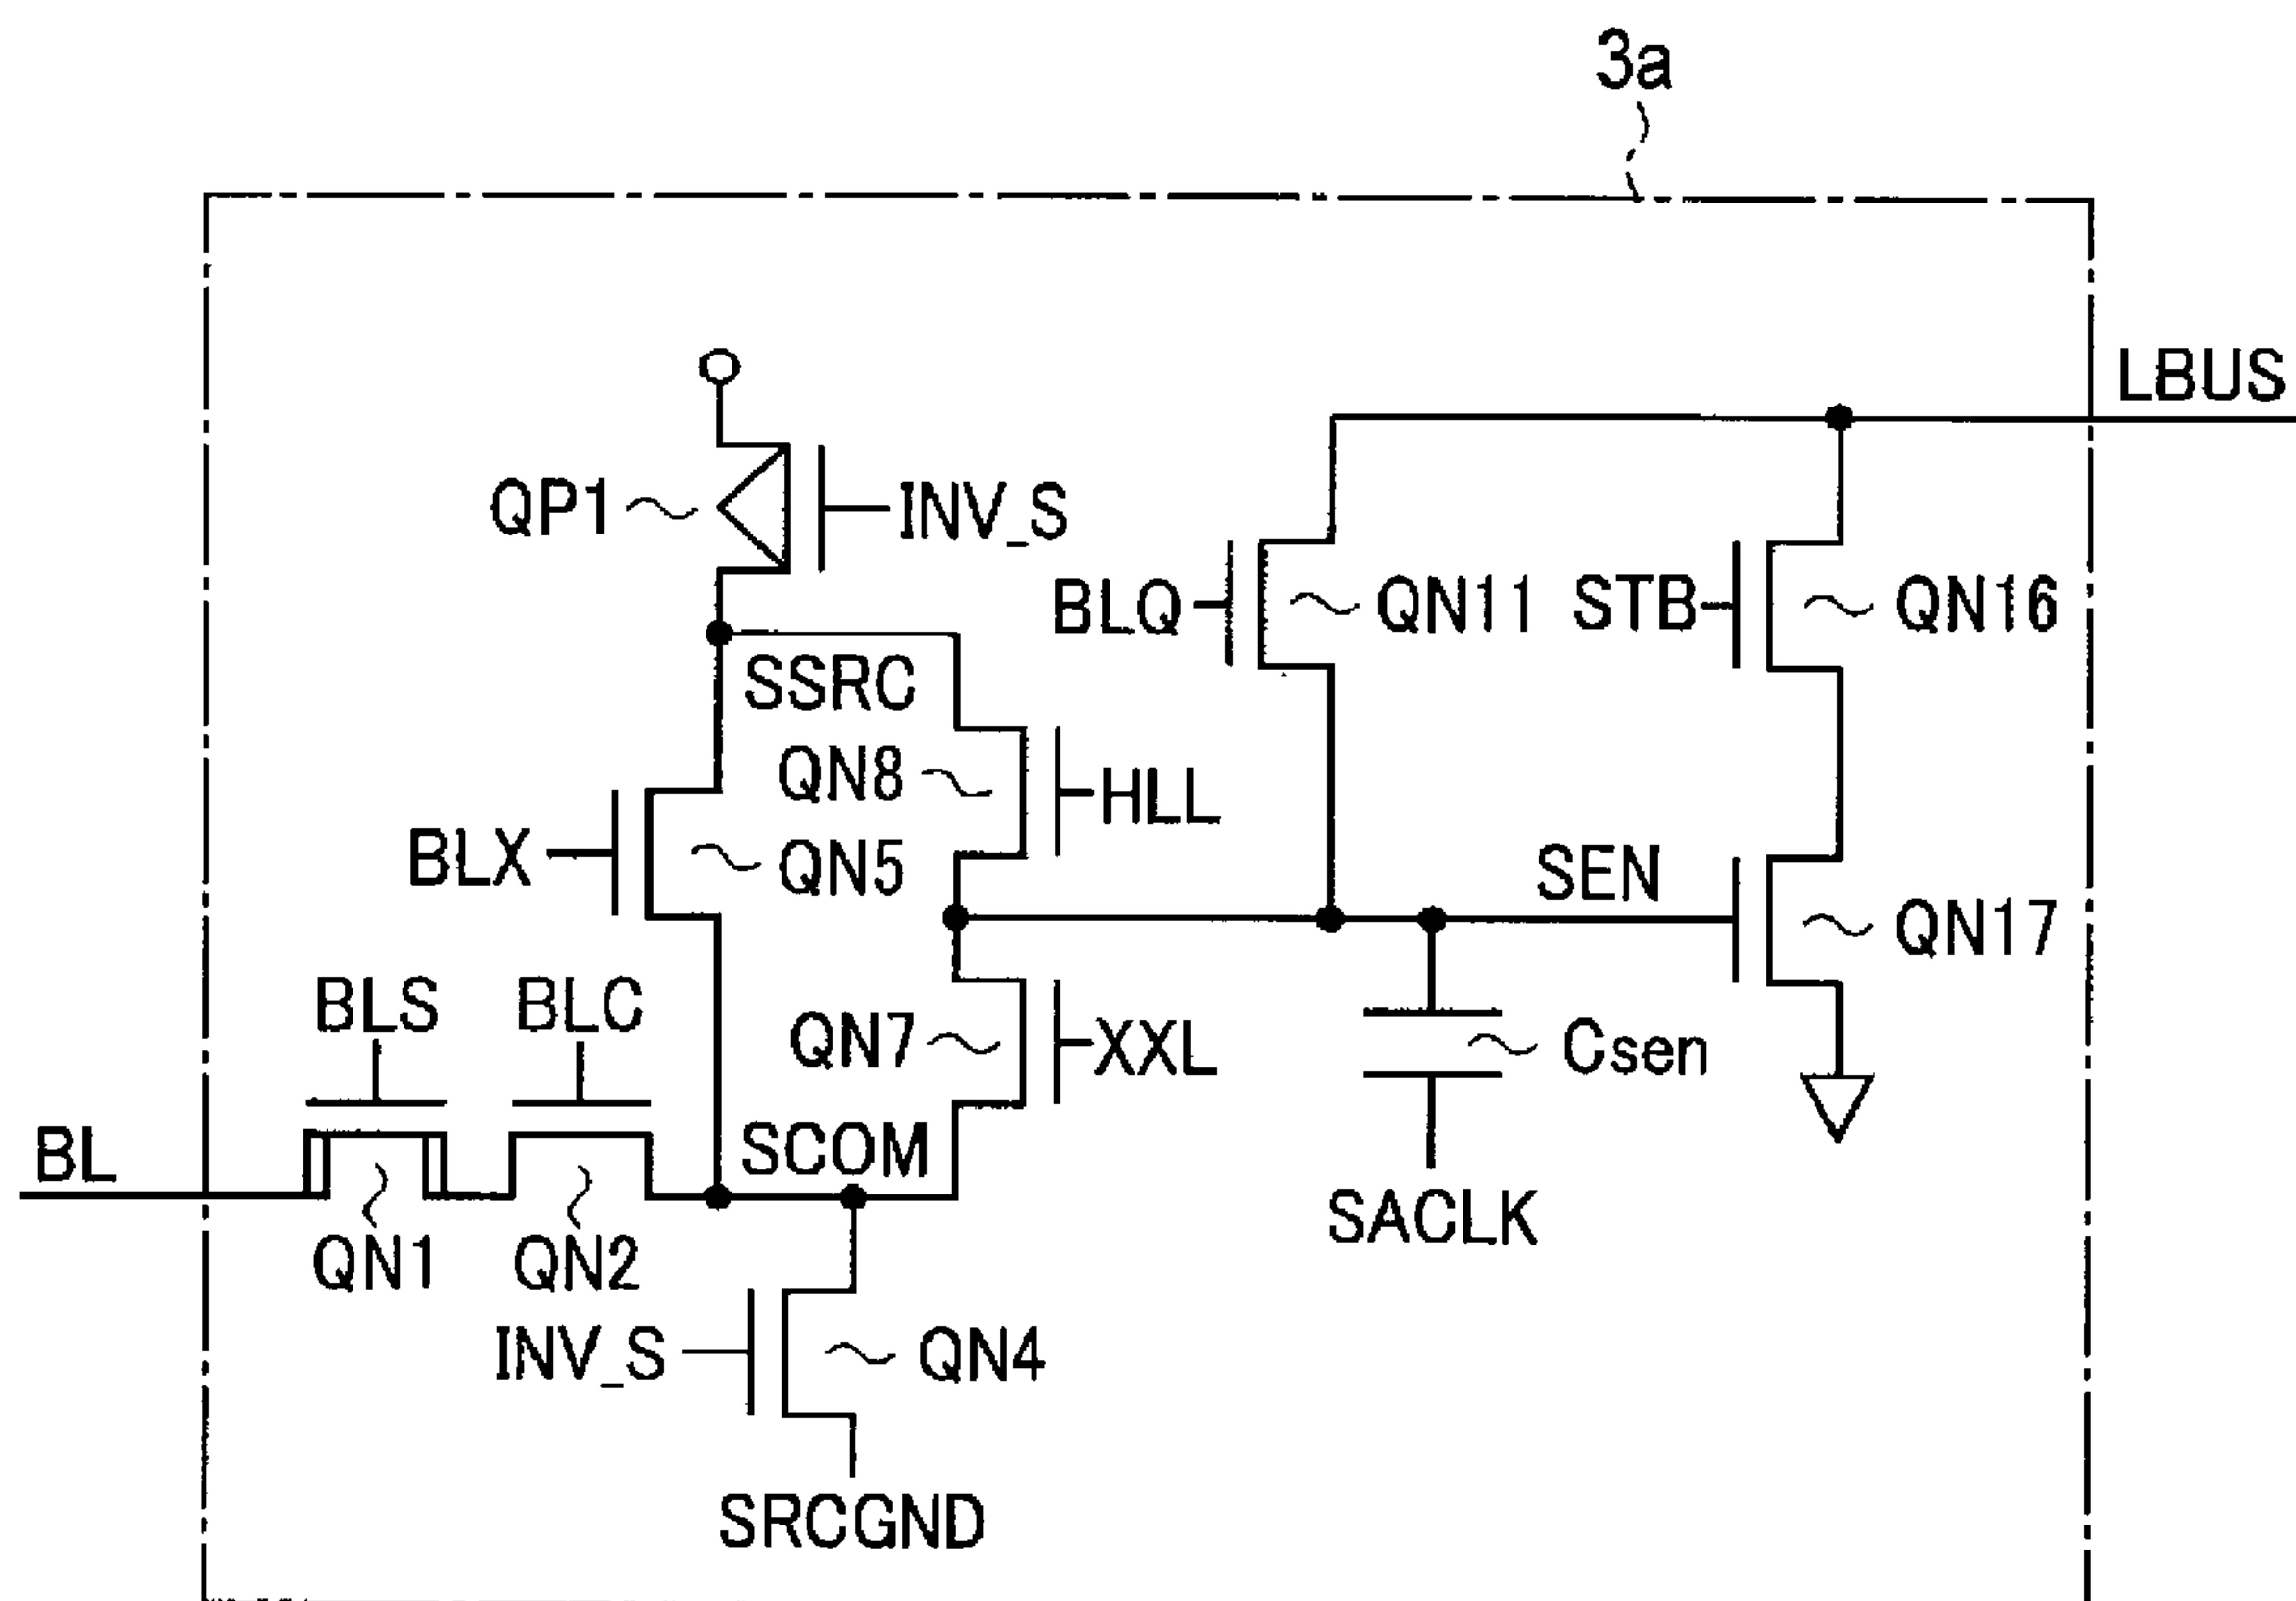 3a
LBUS
QP1
INV_S
BLQ
QN11
STB
QN16
SSRC
QN8
HLL
BLX
QN5
SEN
QN17
BLS
BLC
QN7
XXL
Csen
BL
SCOM
SACLK
QN1
QN2
INV_S
QN4
SRCGND